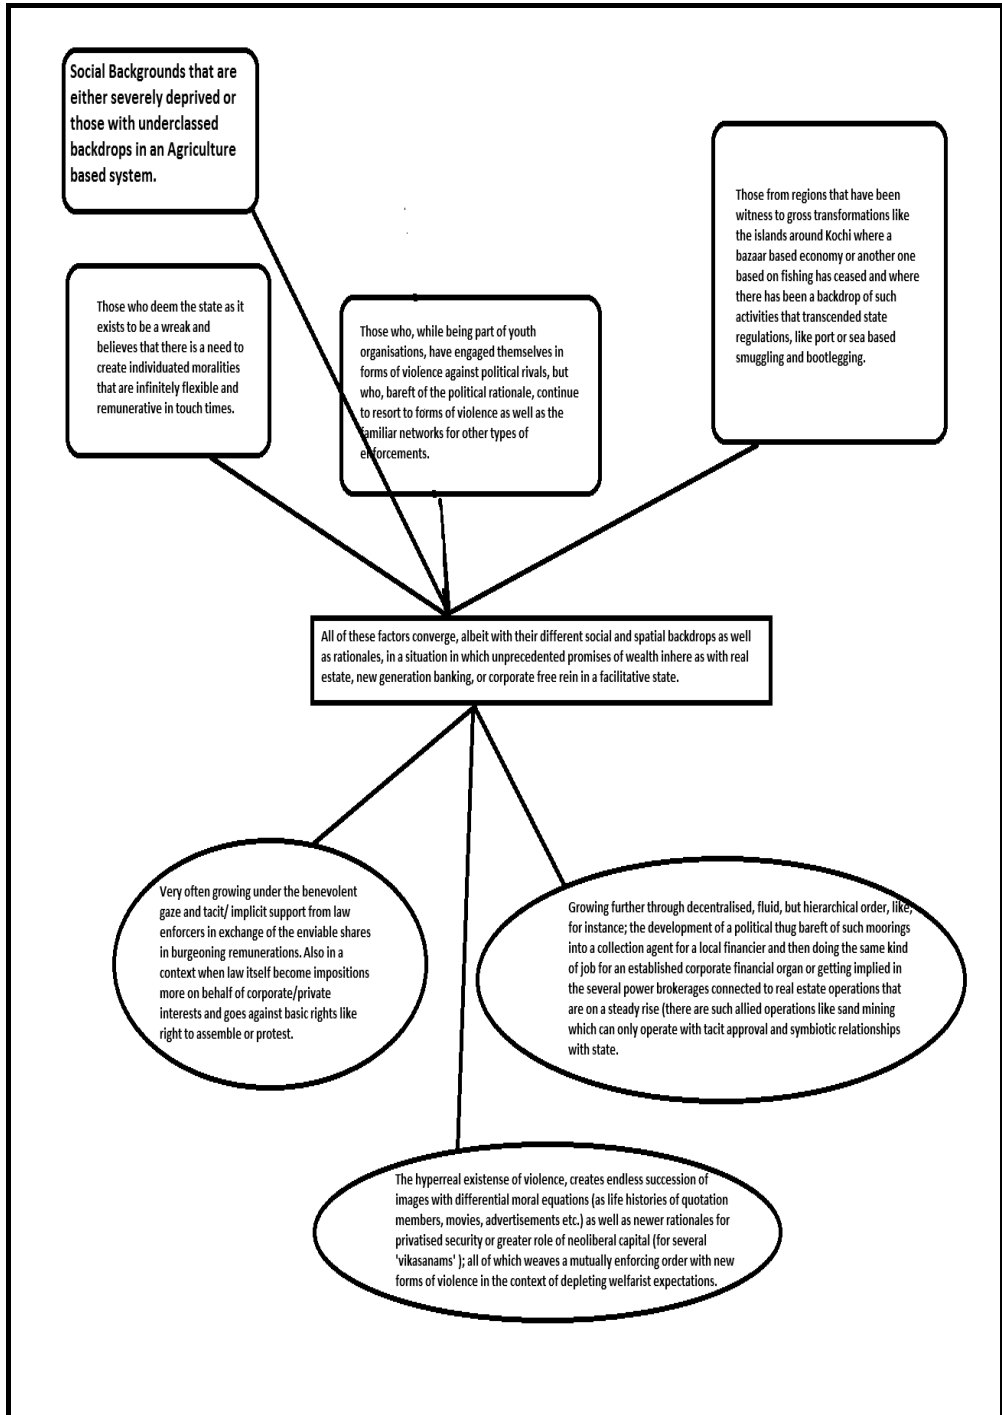 Social Backgrounds that are
either severely deprived or
those with underclassed
backdrops in an Agriculture
based system.
Those who deem the state as it
exists to be a wreak and
believes that there is a need to
create individuated moralities
that are infinitely flexible and
remunerative in touch times.
Those who, while being part of youth
organisations, have engaged themselves in
forms of violence against political rivals, but
who, bareft of the political rationale, continue
to resort to forms of violence as well as the
familiar networks for other types of
enforcements.
Those from regions that have been
witness to gross transformations like
the islands around Kochi where a
bazaar based economy or another one
based on fishing has ceased and where
there has been a backdrop of such
activities that transcended state
regulations, like port or sea based
smuggling and bootlegging.
All of these factors converge, albeit with their different social and spatial backdrops as well
as rationales, in a situation in which unprecedented promises of wealth inhere as with real
estate, new generation banking, or corporate free rein in a facilitative state.
Very often growing under the benevolent
gaze and tacit/ implicit support from law
enforcers in exchange of the enviable shares
in burgeoning remunerations. Also in a
context when law itself become impositions
more on behalf of corporate/private
interests and goes against basic rights like
right to assemble or protest.
Growing further through decentralised, fluid, but hierarchical order, like,
for instance; the development of a political thug bareft of such moorings
into a collection agent for a local financier and then doing the same kind
of job for an established corporate financial organ or getting implied in
the several power brokerages connected to real estate operations that
are on a steady rise (there are such allied operations like sand mining
which can only operate with tacit approval and symbiotic relationships
with state.
The hyperreal existense of violence, creates endless succession of
images with differential moral equations (as life histories of quotation
members, movies, advertisements etc.) as well as newer rationales for
privatised security or greater role of neoliberal capital (for several
'vikasanams' ); all of which weaves a mutually enforcing order with new
forms of violence in the context of depleting welfarist expectations.